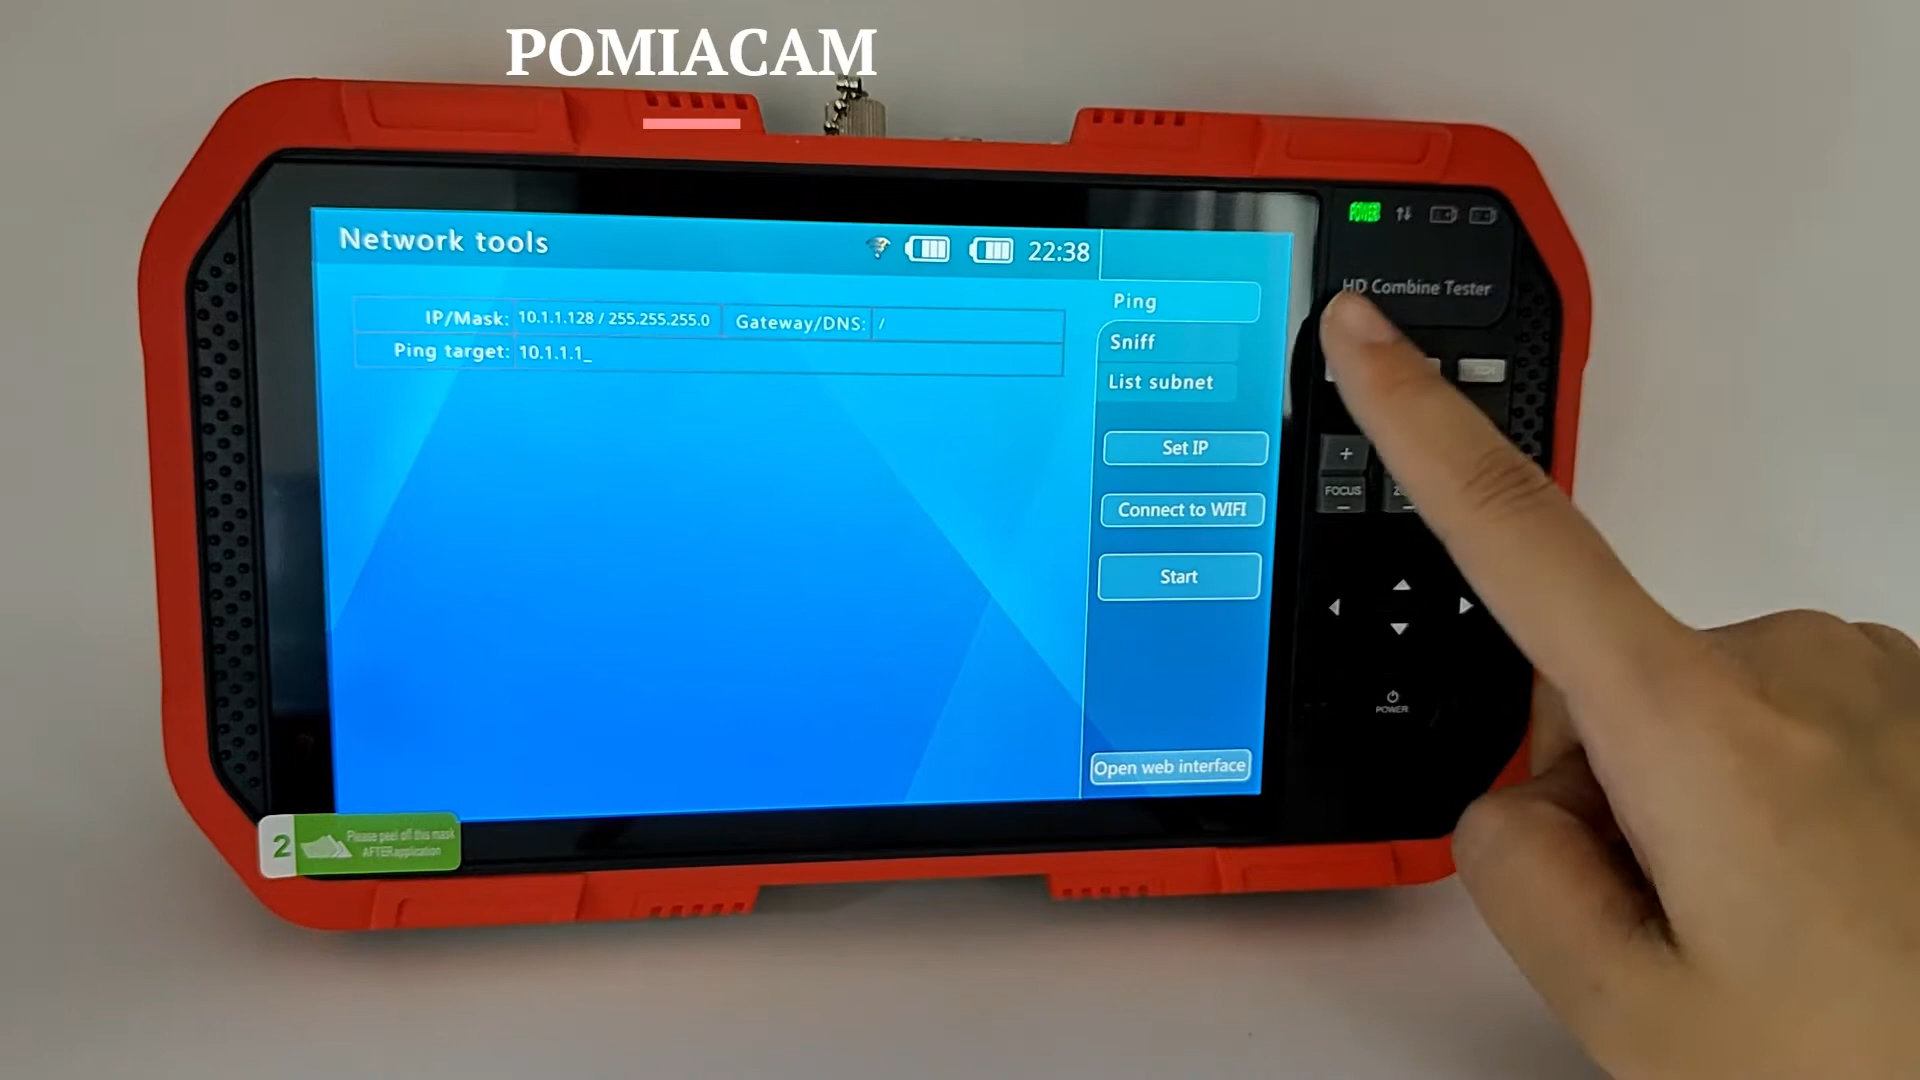 POMIACAM
Network tools
22:38
IP/Mask: 10.1.1.128 / 255.255.255.0 Gateway/DNS: /
Ping target: 10.1.1.1_
Ping
Sniff
List subnet
Set IP
Connect to WIFI
Start
Open web interface
POWER
HD Combine Tester
+
FOCUS
−
POWER
2
Please peel off this mask
AFTER application